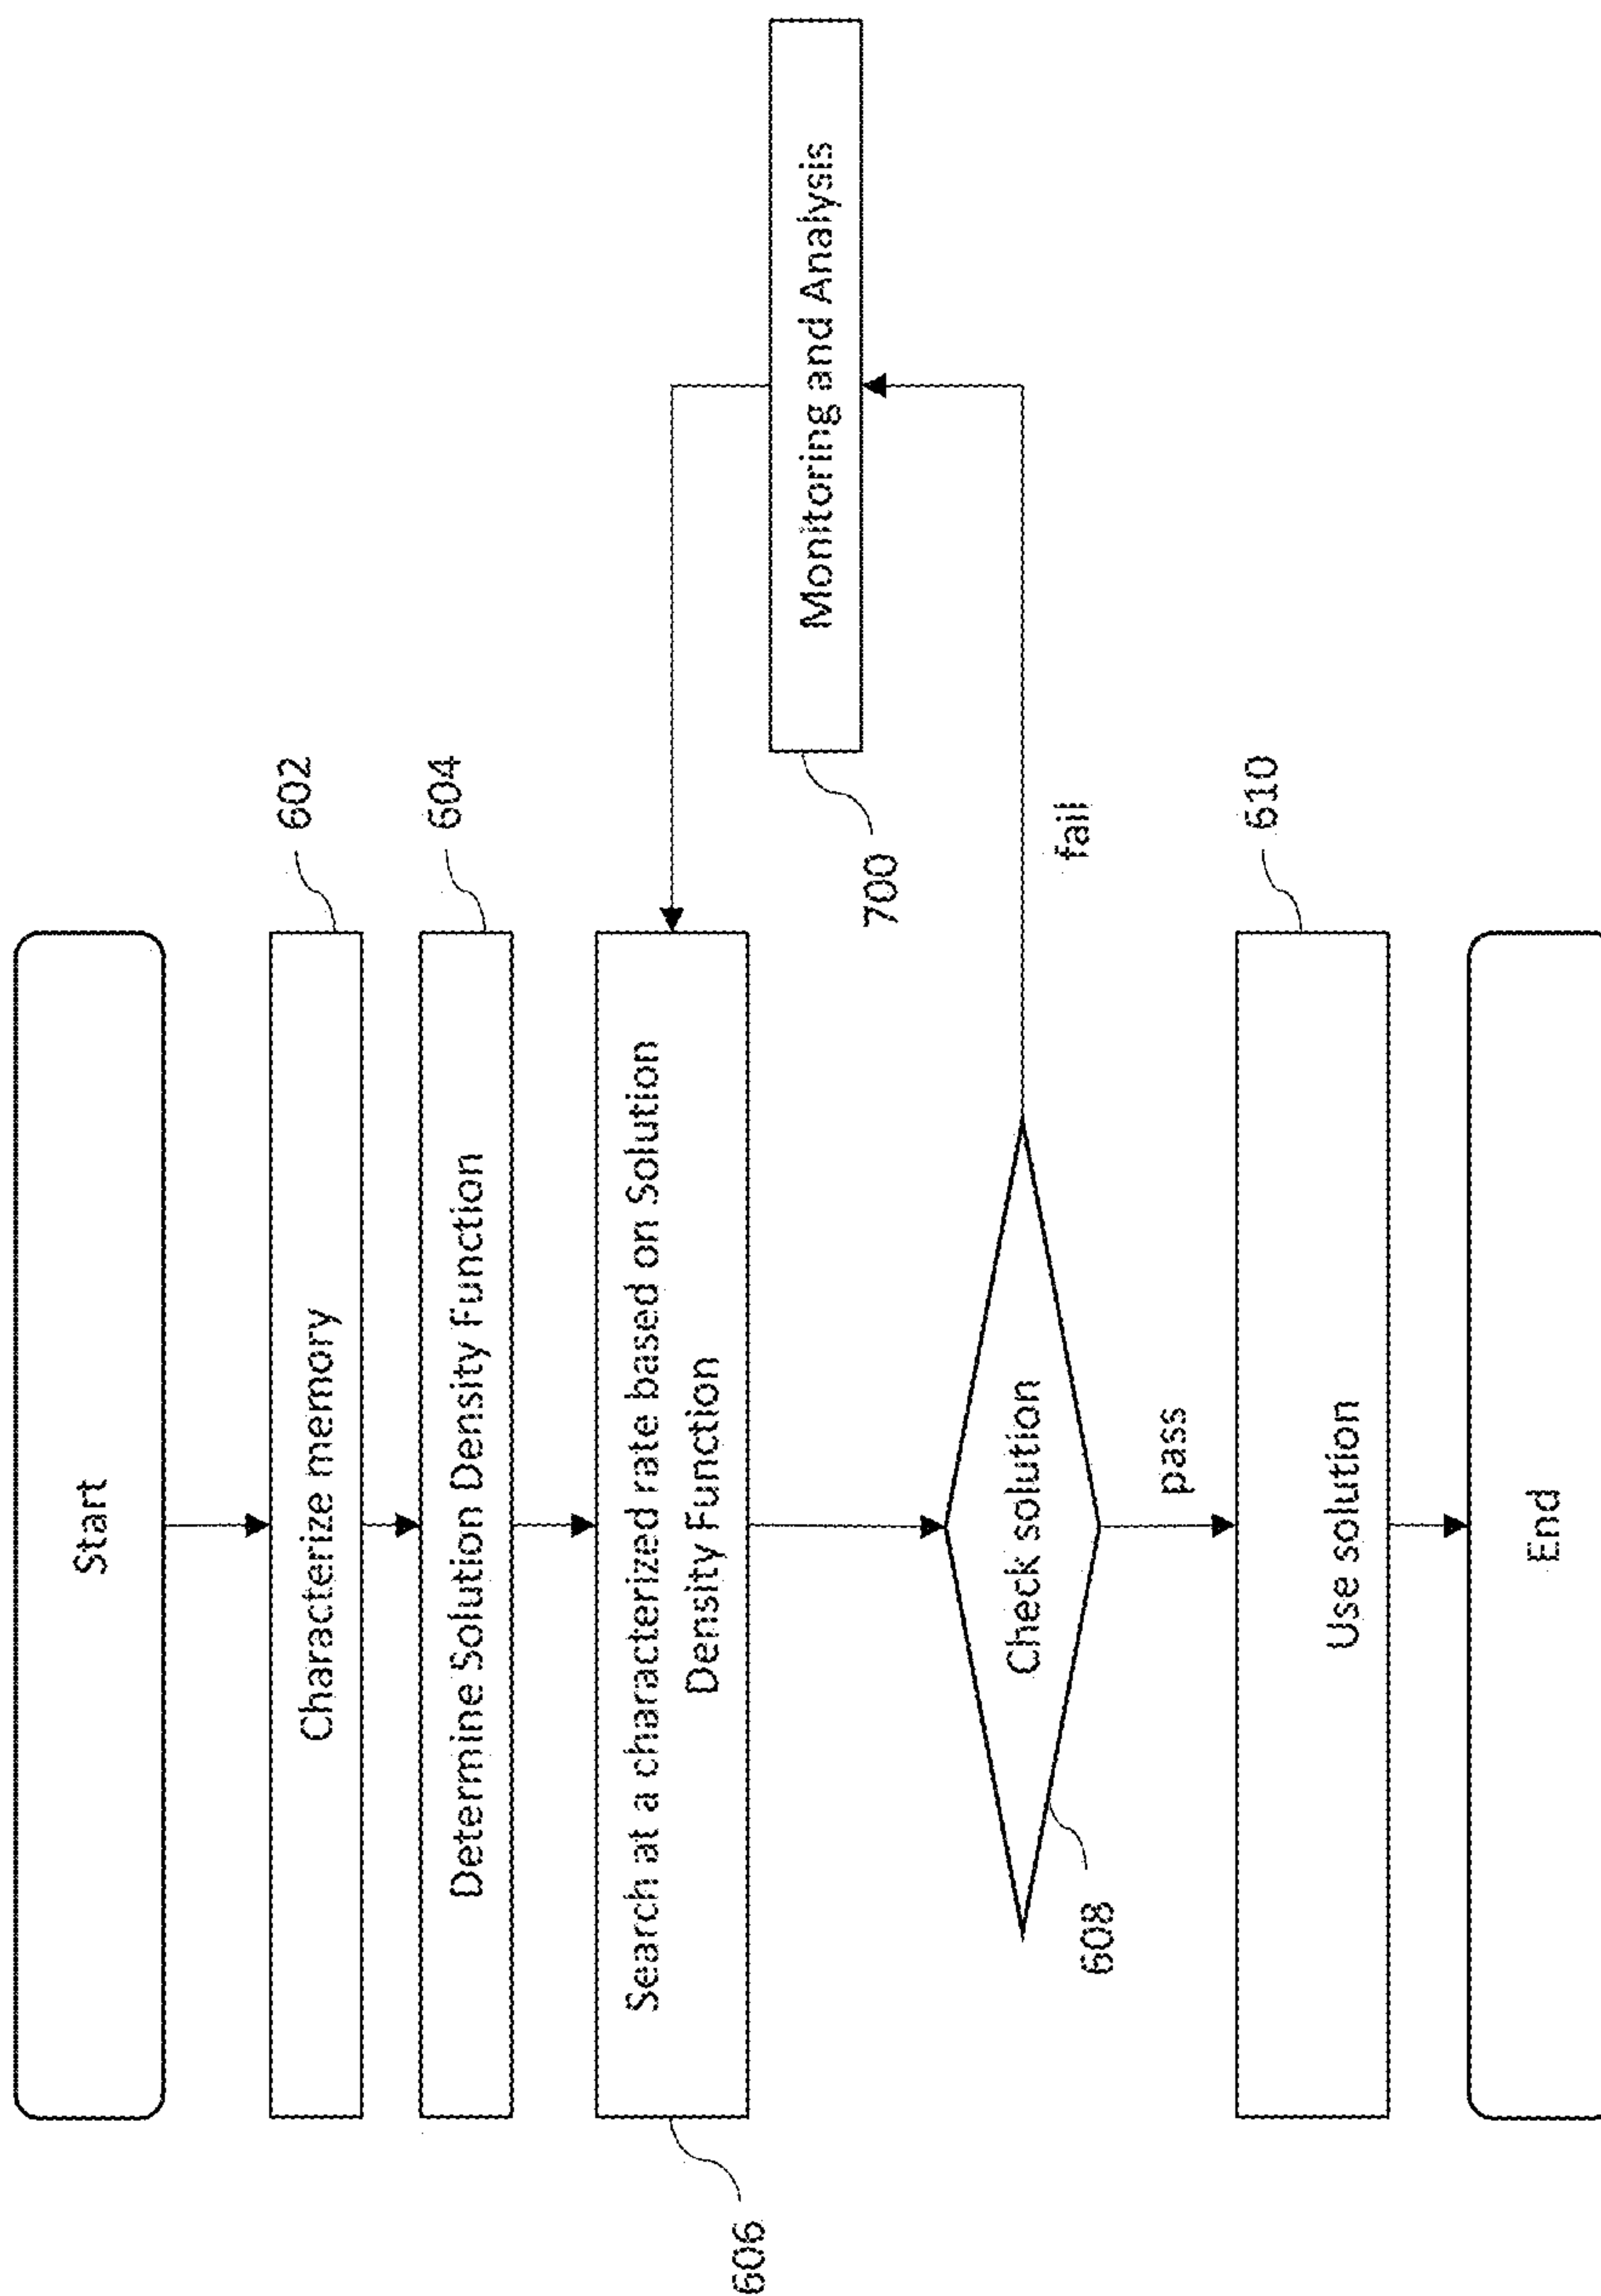 Start
602
Characterize memory
604
Determine Solution Density Function
606
Search at a characterized rate based on Solution
Density Function
700
Monitoring and Analysis
608
Check solution
fail
pass
610
Use solution
End